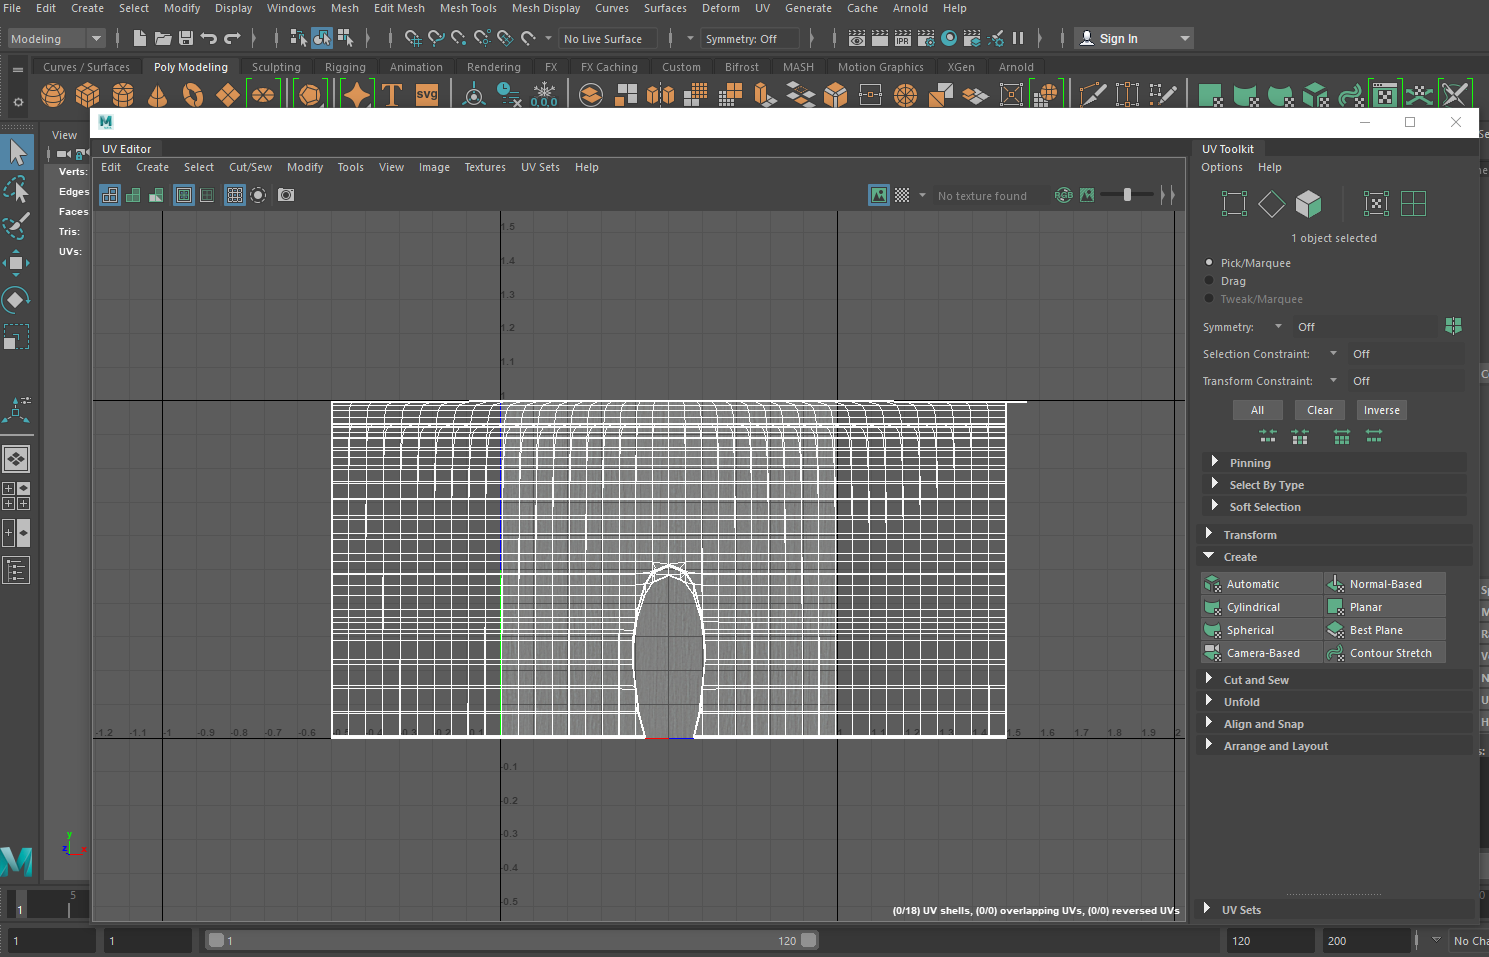 File Edit Create Select Modify Display Windows Mesh Edit Mesh Mesh Tools Mesh Display Curves Surfaces Deform UV Generate Cache Arnold Help
Modeling No Live Surface Symmetry: Off Sign In
Curves / Surfaces Poly Modeling Sculpting Rigging Animation Rendering FX FX Caching Custom Bifrost MASH Motion Graphics XGen Arnold
T svg 0,0,0
M
View
UV Editor
UV Toolkit
Edit Create Select Cut/Sew Modify Tools View Image Textures UV Sets Help
Options Help
Verts:
Edges
Faces
Tris:
UVs:
No texture found RGB
1 object selected
Pick/Marquee
Drag
Tweak/Marquee
Symmetry: Off
Selection Constraint: Off
Transform Constraint: Off
All Clear Inverse
Pinning
Select By Type
Soft Selection
Transform
Create
Automatic Normal-Based
Cylindrical Planar
Spherical Best Plane
Camera-Based Contour Stretch
Cut and Sew
Unfold
Align and Snap
Arrange and Layout
UV Sets
1.5
1.4
1.3
1.2
1.1
-1.2 -1.1 -1 -0.9 -0.8 -0.7 -0.6 1.5 1.6 1.7 1.8 1.9 2
-0.1
-0.2
-0.3
-0.4
-0.5
(0/18) UV shells, (0/0) overlapping UVs, (0/0) reversed UVs
y
z x
M
1 5
1 1 1 120 120 200 No Cha